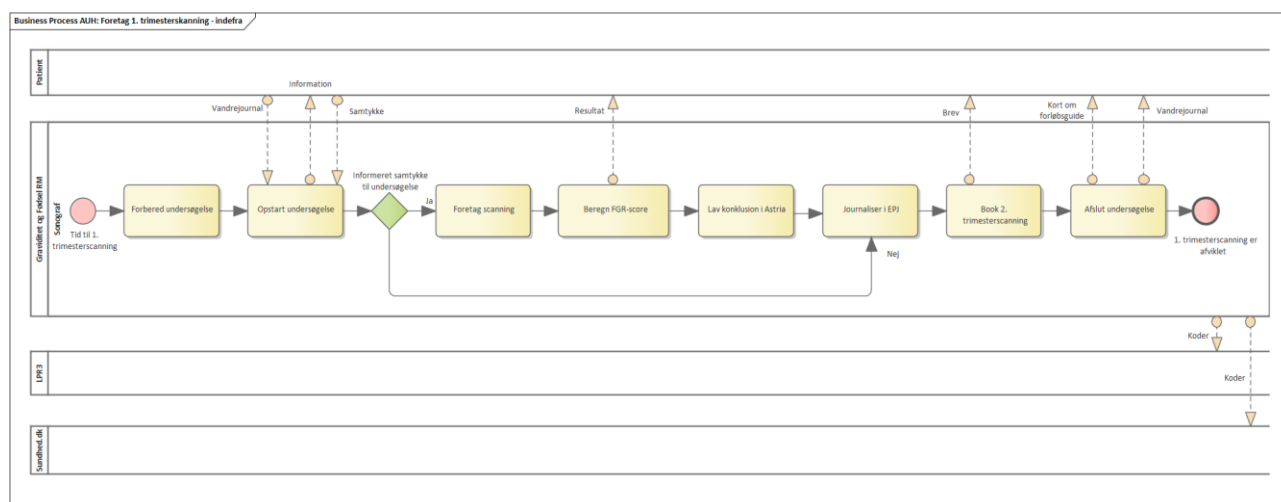 Business Process AUH: Foretag 1. trimesterskanning - indefra
Patient
Information
Vandrejournal
Samtykke
Resultat
Brev
Kort om
forløbsguide
Vandrejournal
Graviditet og Fødsel RM
Sonograf
Informeret samtykke
til undersøgelse
Ja
Forbered undersøgelse
Opstart undersøgelse
Foretag scanning
Beregn FGR-score
Lav konklusion i Astria
Journaliser i EPJ
Book 2.
trimesterscanning
Afslut undersøgelse
Tid til 1.
trimesterscanning
Nej
1. trimesterscanning er
afviklet
Koder
LPR3
Koder
Sundhed.dk